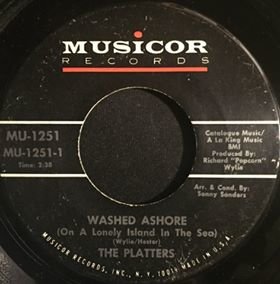 MUSICOR
RECORDS
MU-1251
MU-1251-1
Time: 2:38
Catalogue Music/
A La King Music
BMI
Produced By:
Richard "Popcorn"
Wylie
Arr. & Cond. By:
Sonny Sanders
WASHED ASHORE
(On A Lonely Island In The Sea)
(Wylie/Hester)
THE PLATTERS
MUSICOR RECORDS, INC., N.Y. 10019 MADE IN U.S.A.